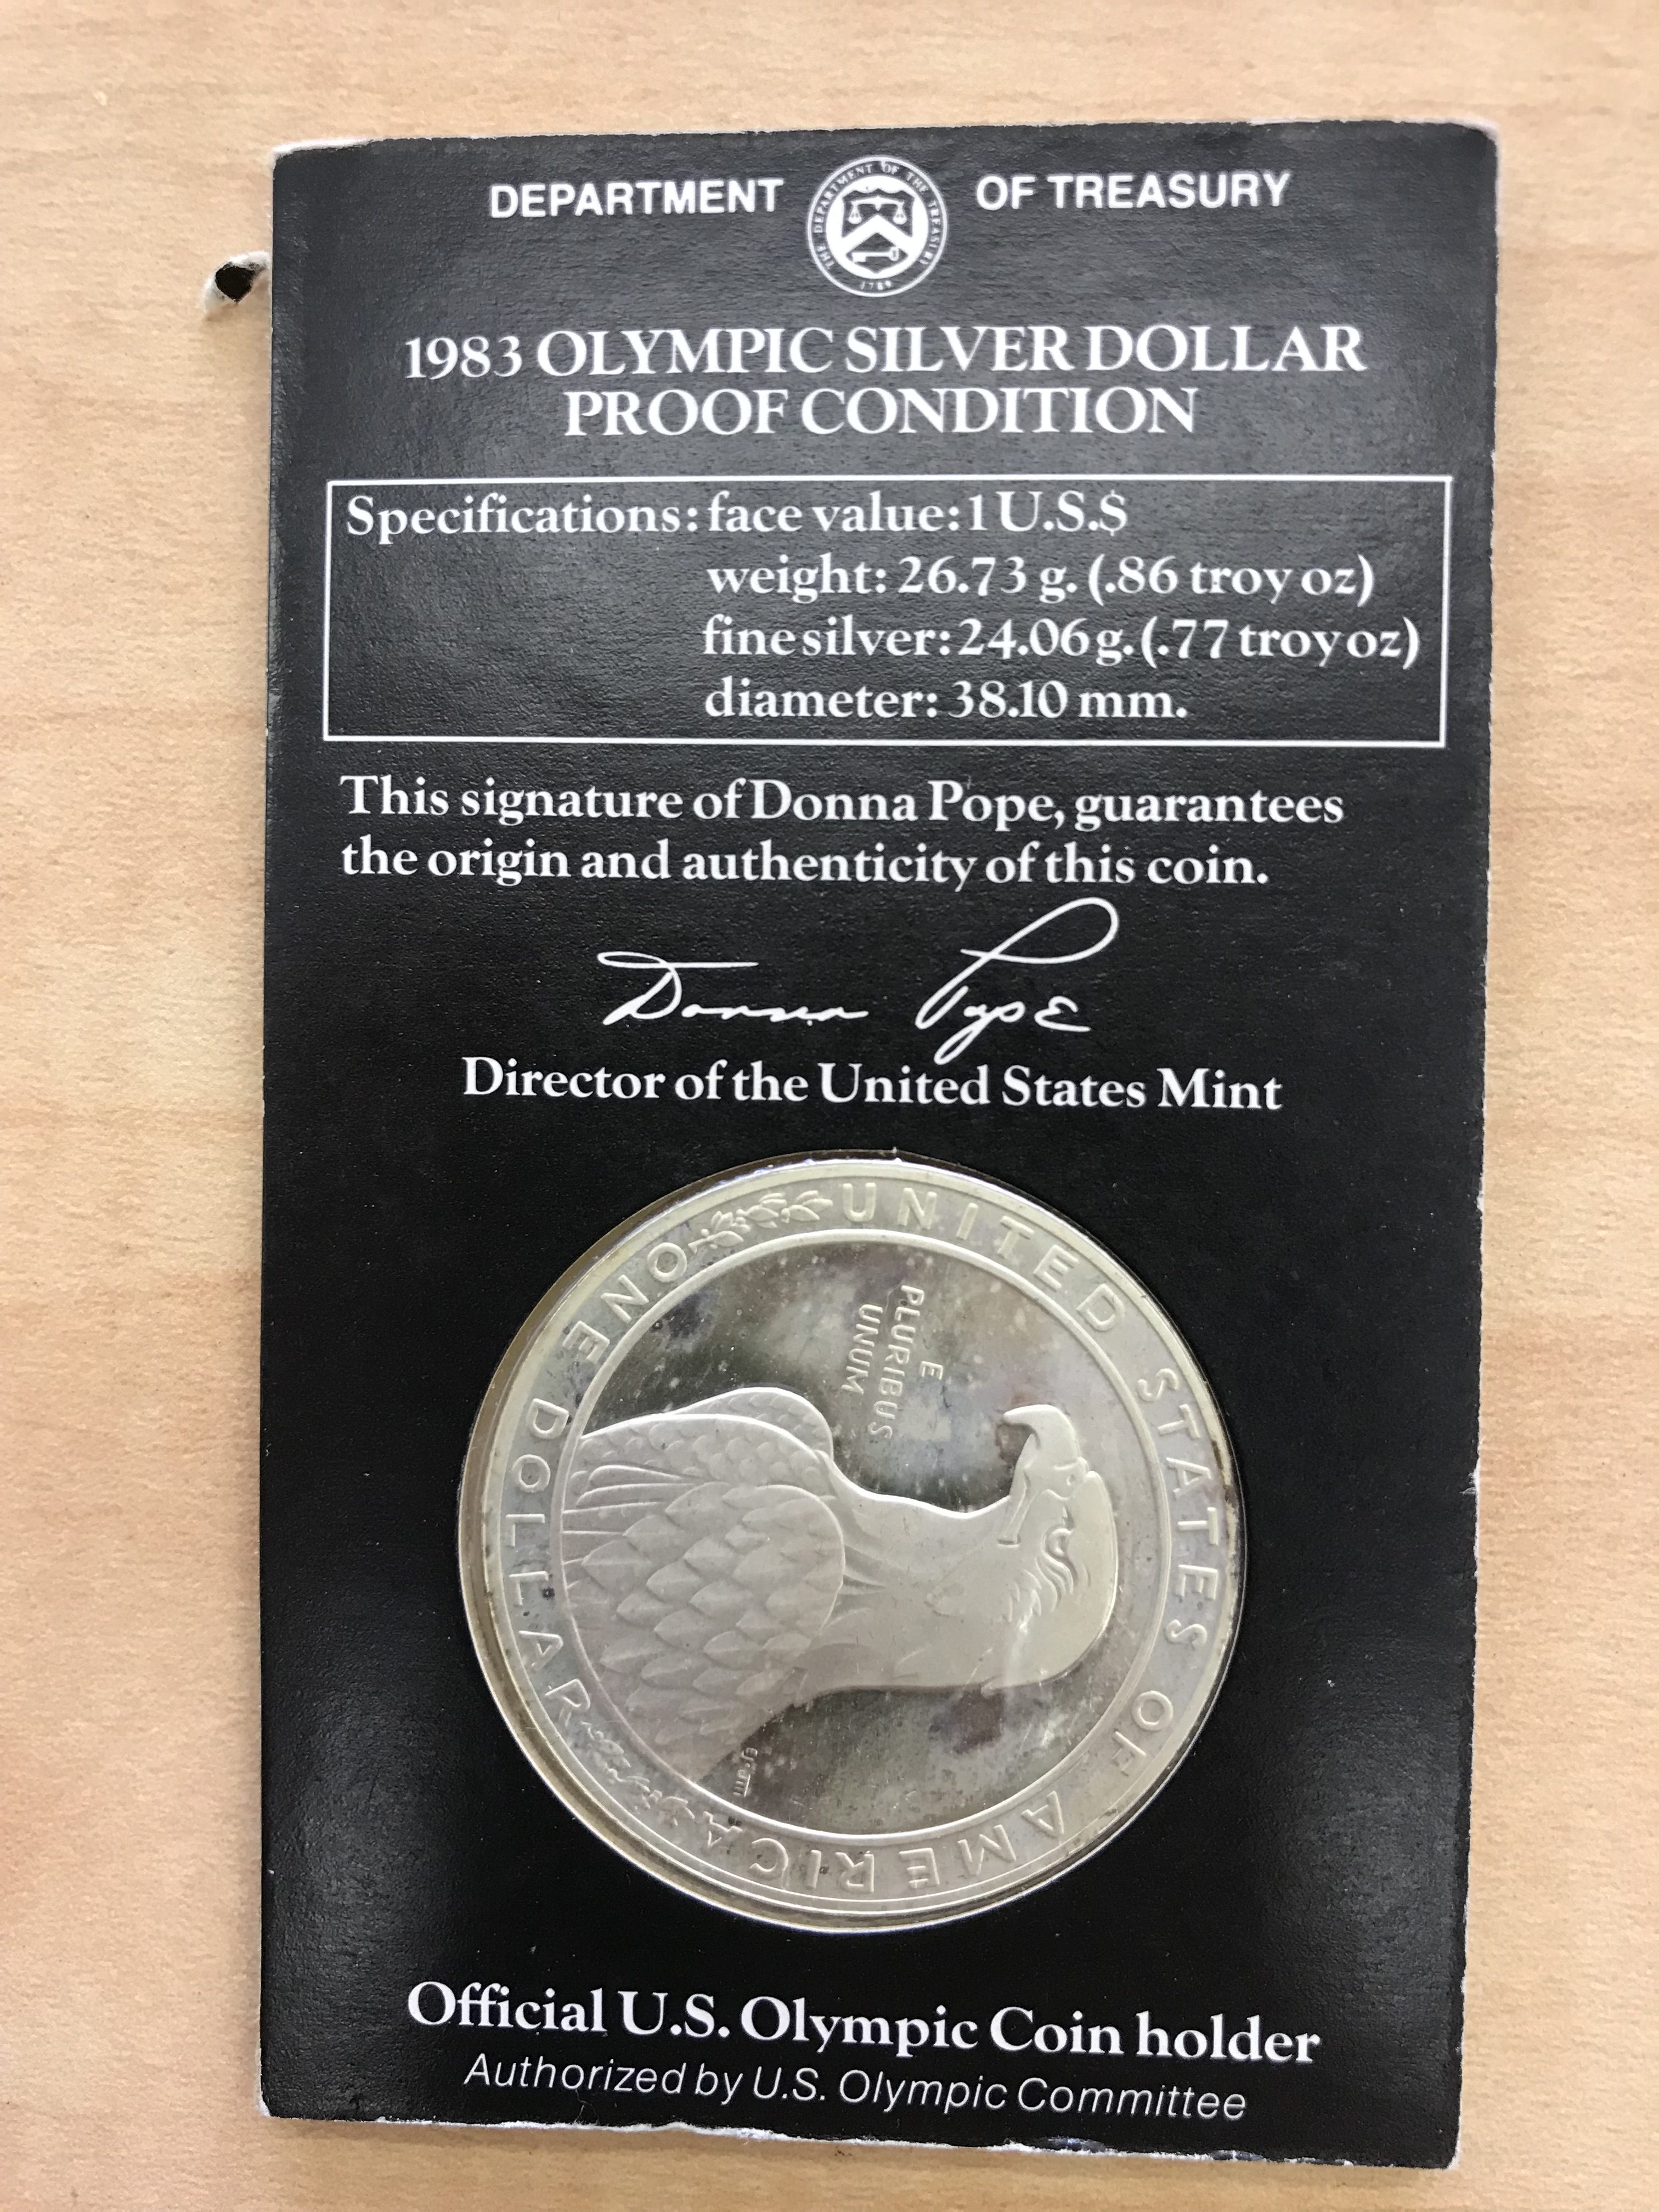 DEPARTMENT OF TREASURY
THE DEPARTMENT OF THE TREASURY
1789
1983 OLYMPIC SILVER DOLLAR
PROOF CONDITION
Specifications: face value: 1 U.S.$
weight: 26.73 g. (.86 troy oz)
fine silver: 24.06 g. (.77 troy oz)
diameter: 38.10 mm.
This signature of Donna Pope, guarantees
the origin and authenticity of this coin.
Donna Pope
Director of the United States Mint
UNITED STATES OF AMERICA
ONE DOLLAR
E
PLURIBUS
UNUM
Official U.S. Olympic Coin holder
Authorized by U.S. Olympic Committee